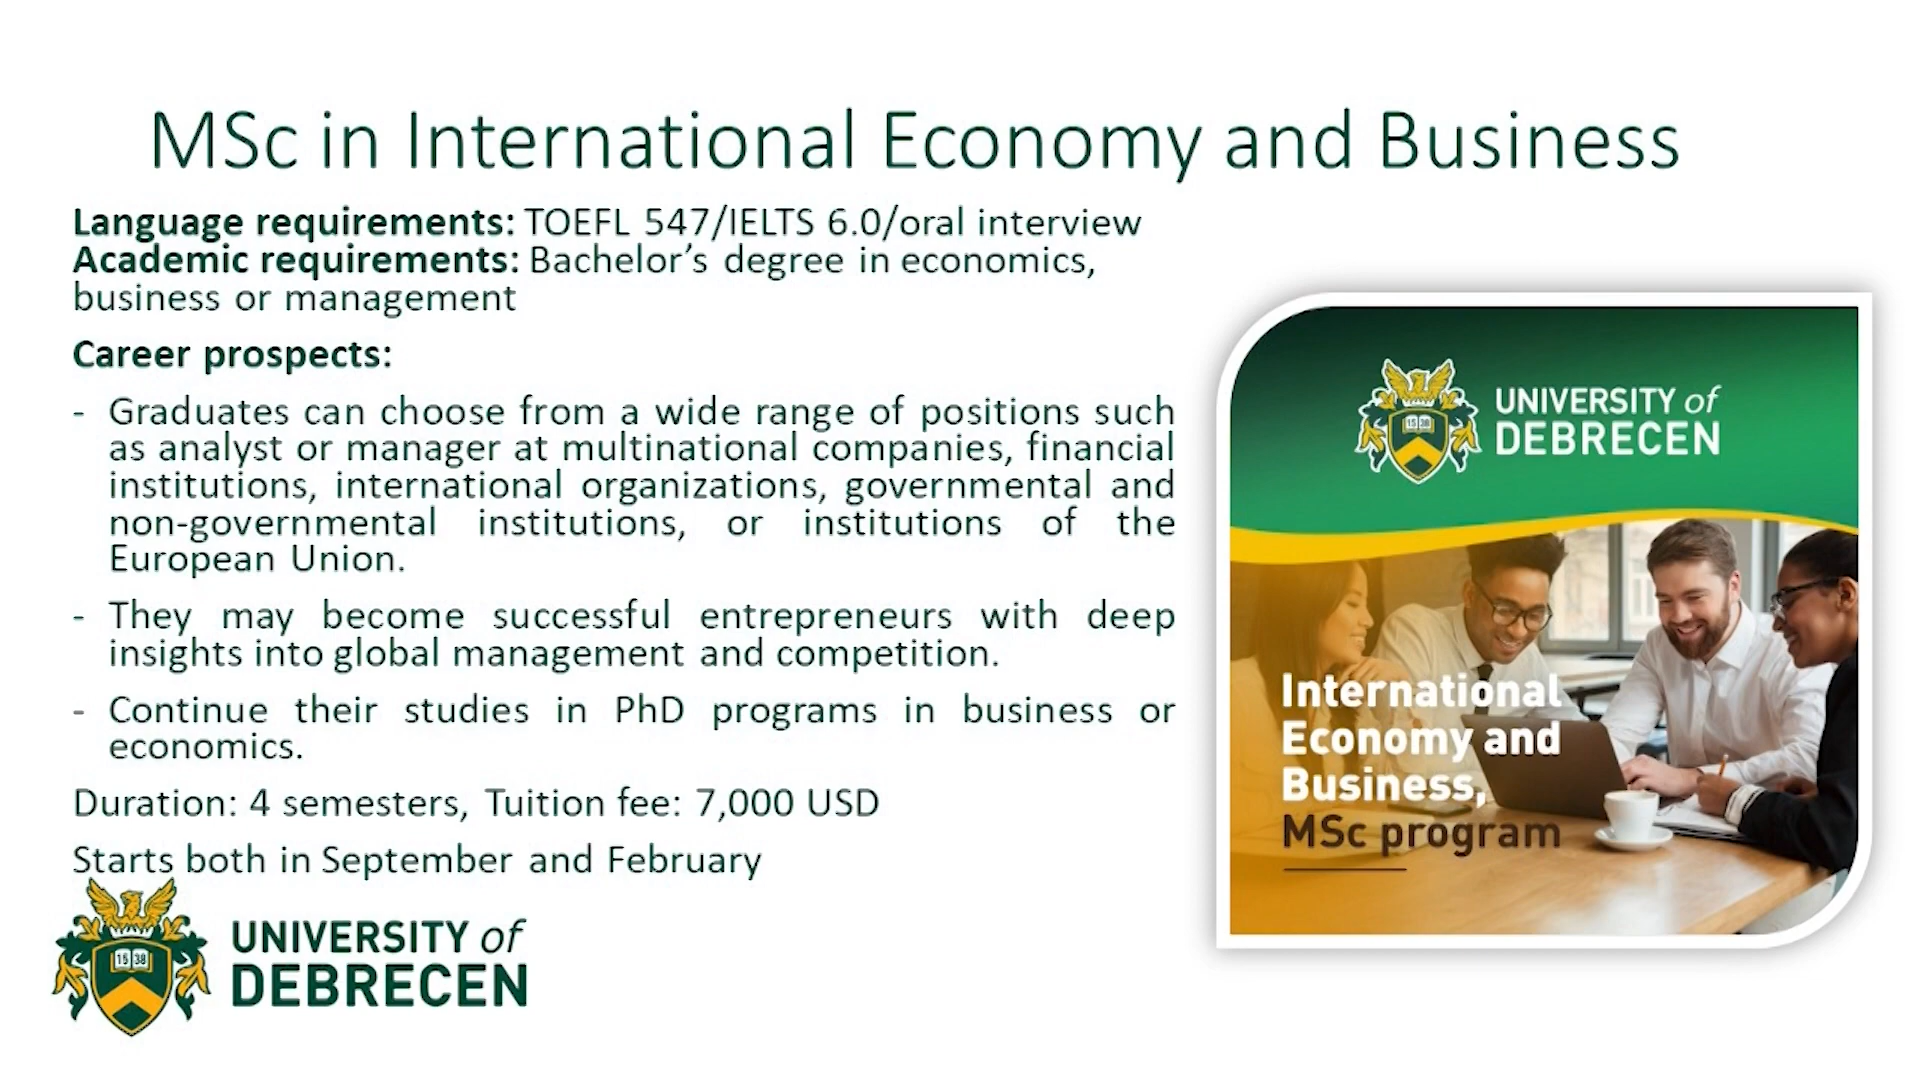 MSc in International Economy and Business
Language requirements: TOEFL 547/IELTS 6.0/oral interview
Academic requirements: Bachelor’s degree in economics,
business or management
Career prospects:
- Graduates can choose from a wide range of positions such
as analyst or manager at multinational companies, financial
institutions, international organizations, governmental and
non-governmental institutions, or institutions of the
European Union.
- They may become successful entrepreneurs with deep
insights into global management and competition.
- Continue their studies in PhD programs in business or
economics.
Duration: 4 semesters, Tuition fee: 7,000 USD
Starts both in September and February
15 38
UNIVERSITY of
DEBRECEN
15 38
UNIVERSITY of
DEBRECEN
International
Economy and
Business,
MSc program